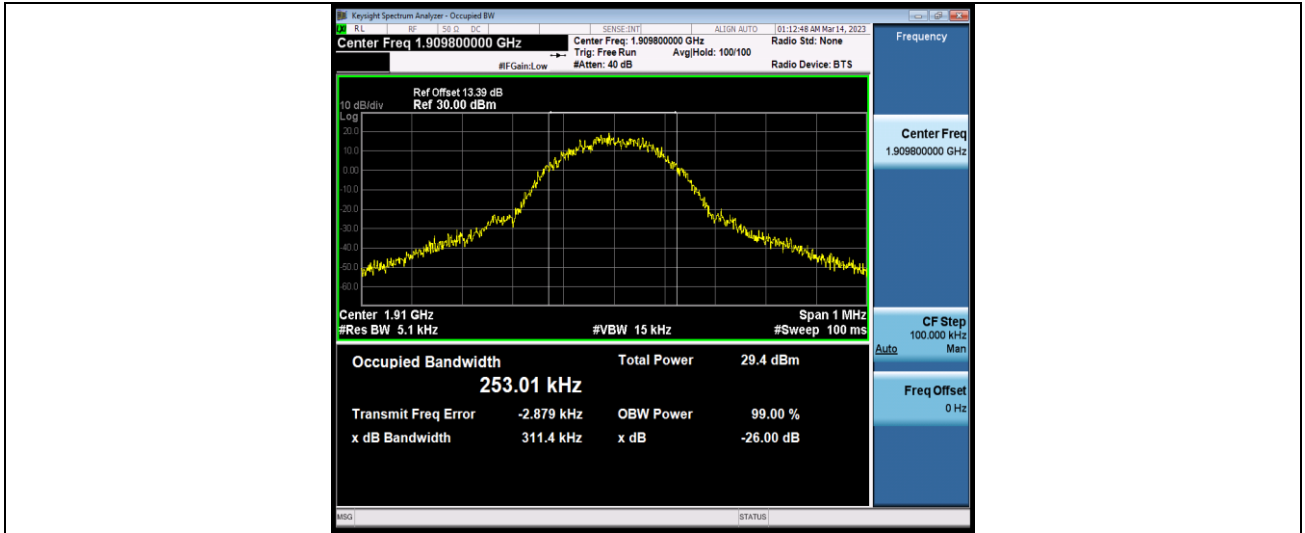 Keysight Spectrum Analyzer - Occupied BW
RL RF 50 Ω DC SENSE:INT ALIGN AUTO 01:12:48 AM Mar 14, 2023
Center Freq 1.909800000 GHz
Center Freq: 1.909800000 GHz Radio Std: None
Trig: Free Run Avg|Hold: 100/100
#IFGain:Low #Atten: 40 dB Radio Device: BTS
Ref Offset 13.39 dB
10 dB/div Ref 30.00 dBm
Log
20.0
10.0
0.00
-10.0
-20.0
-30.0
-40.0
-50.0
-60.0
Center 1.91 GHz Span 1 MHz
#Res BW 5.1 kHz #VBW 15 kHz #Sweep 100 ms
Occupied Bandwidth Total Power 29.4 dBm
253.01 kHz
Transmit Freq Error -2.879 kHz OBW Power 99.00 %
x dB Bandwidth 311.4 kHz x dB -26.00 dB
MSG STATUS
Frequency
Center Freq
1.909800000 GHz
CF Step
100.000 kHz
Auto Man
Freq Offset
0 Hz